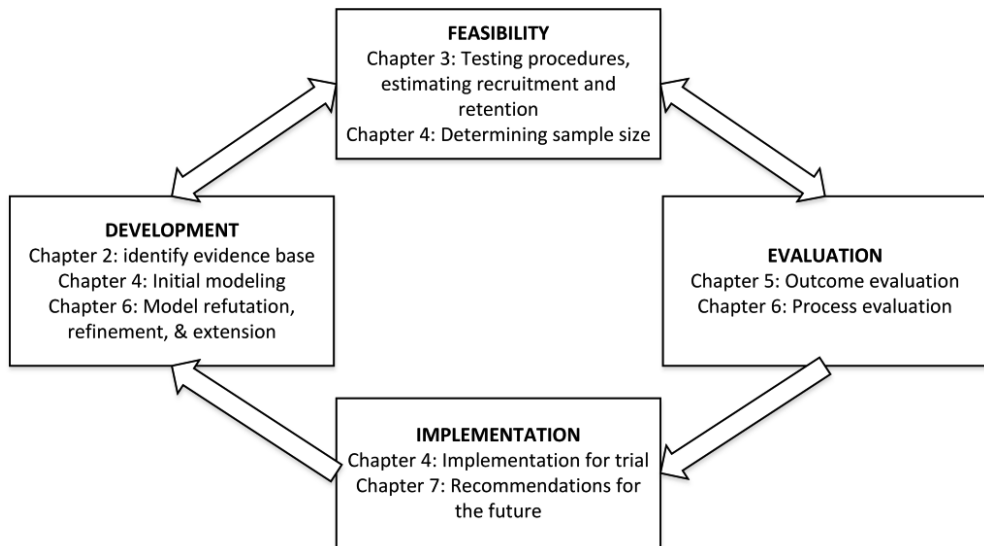 FEASIBILITY
Chapter 3: Testing procedures,
estimating recruitment and
retention
Chapter 4: Determining sample size
DEVELOPMENT
Chapter 2: identify evidence base
Chapter 4: Initial modeling
Chapter 6: Model refutation,
refinement, & extension
EVALUATION
Chapter 5: Outcome evaluation
Chapter 6: Process evaluation
IMPLEMENTATION
Chapter 4: Implementation for trial
Chapter 7: Recommendations for
the future